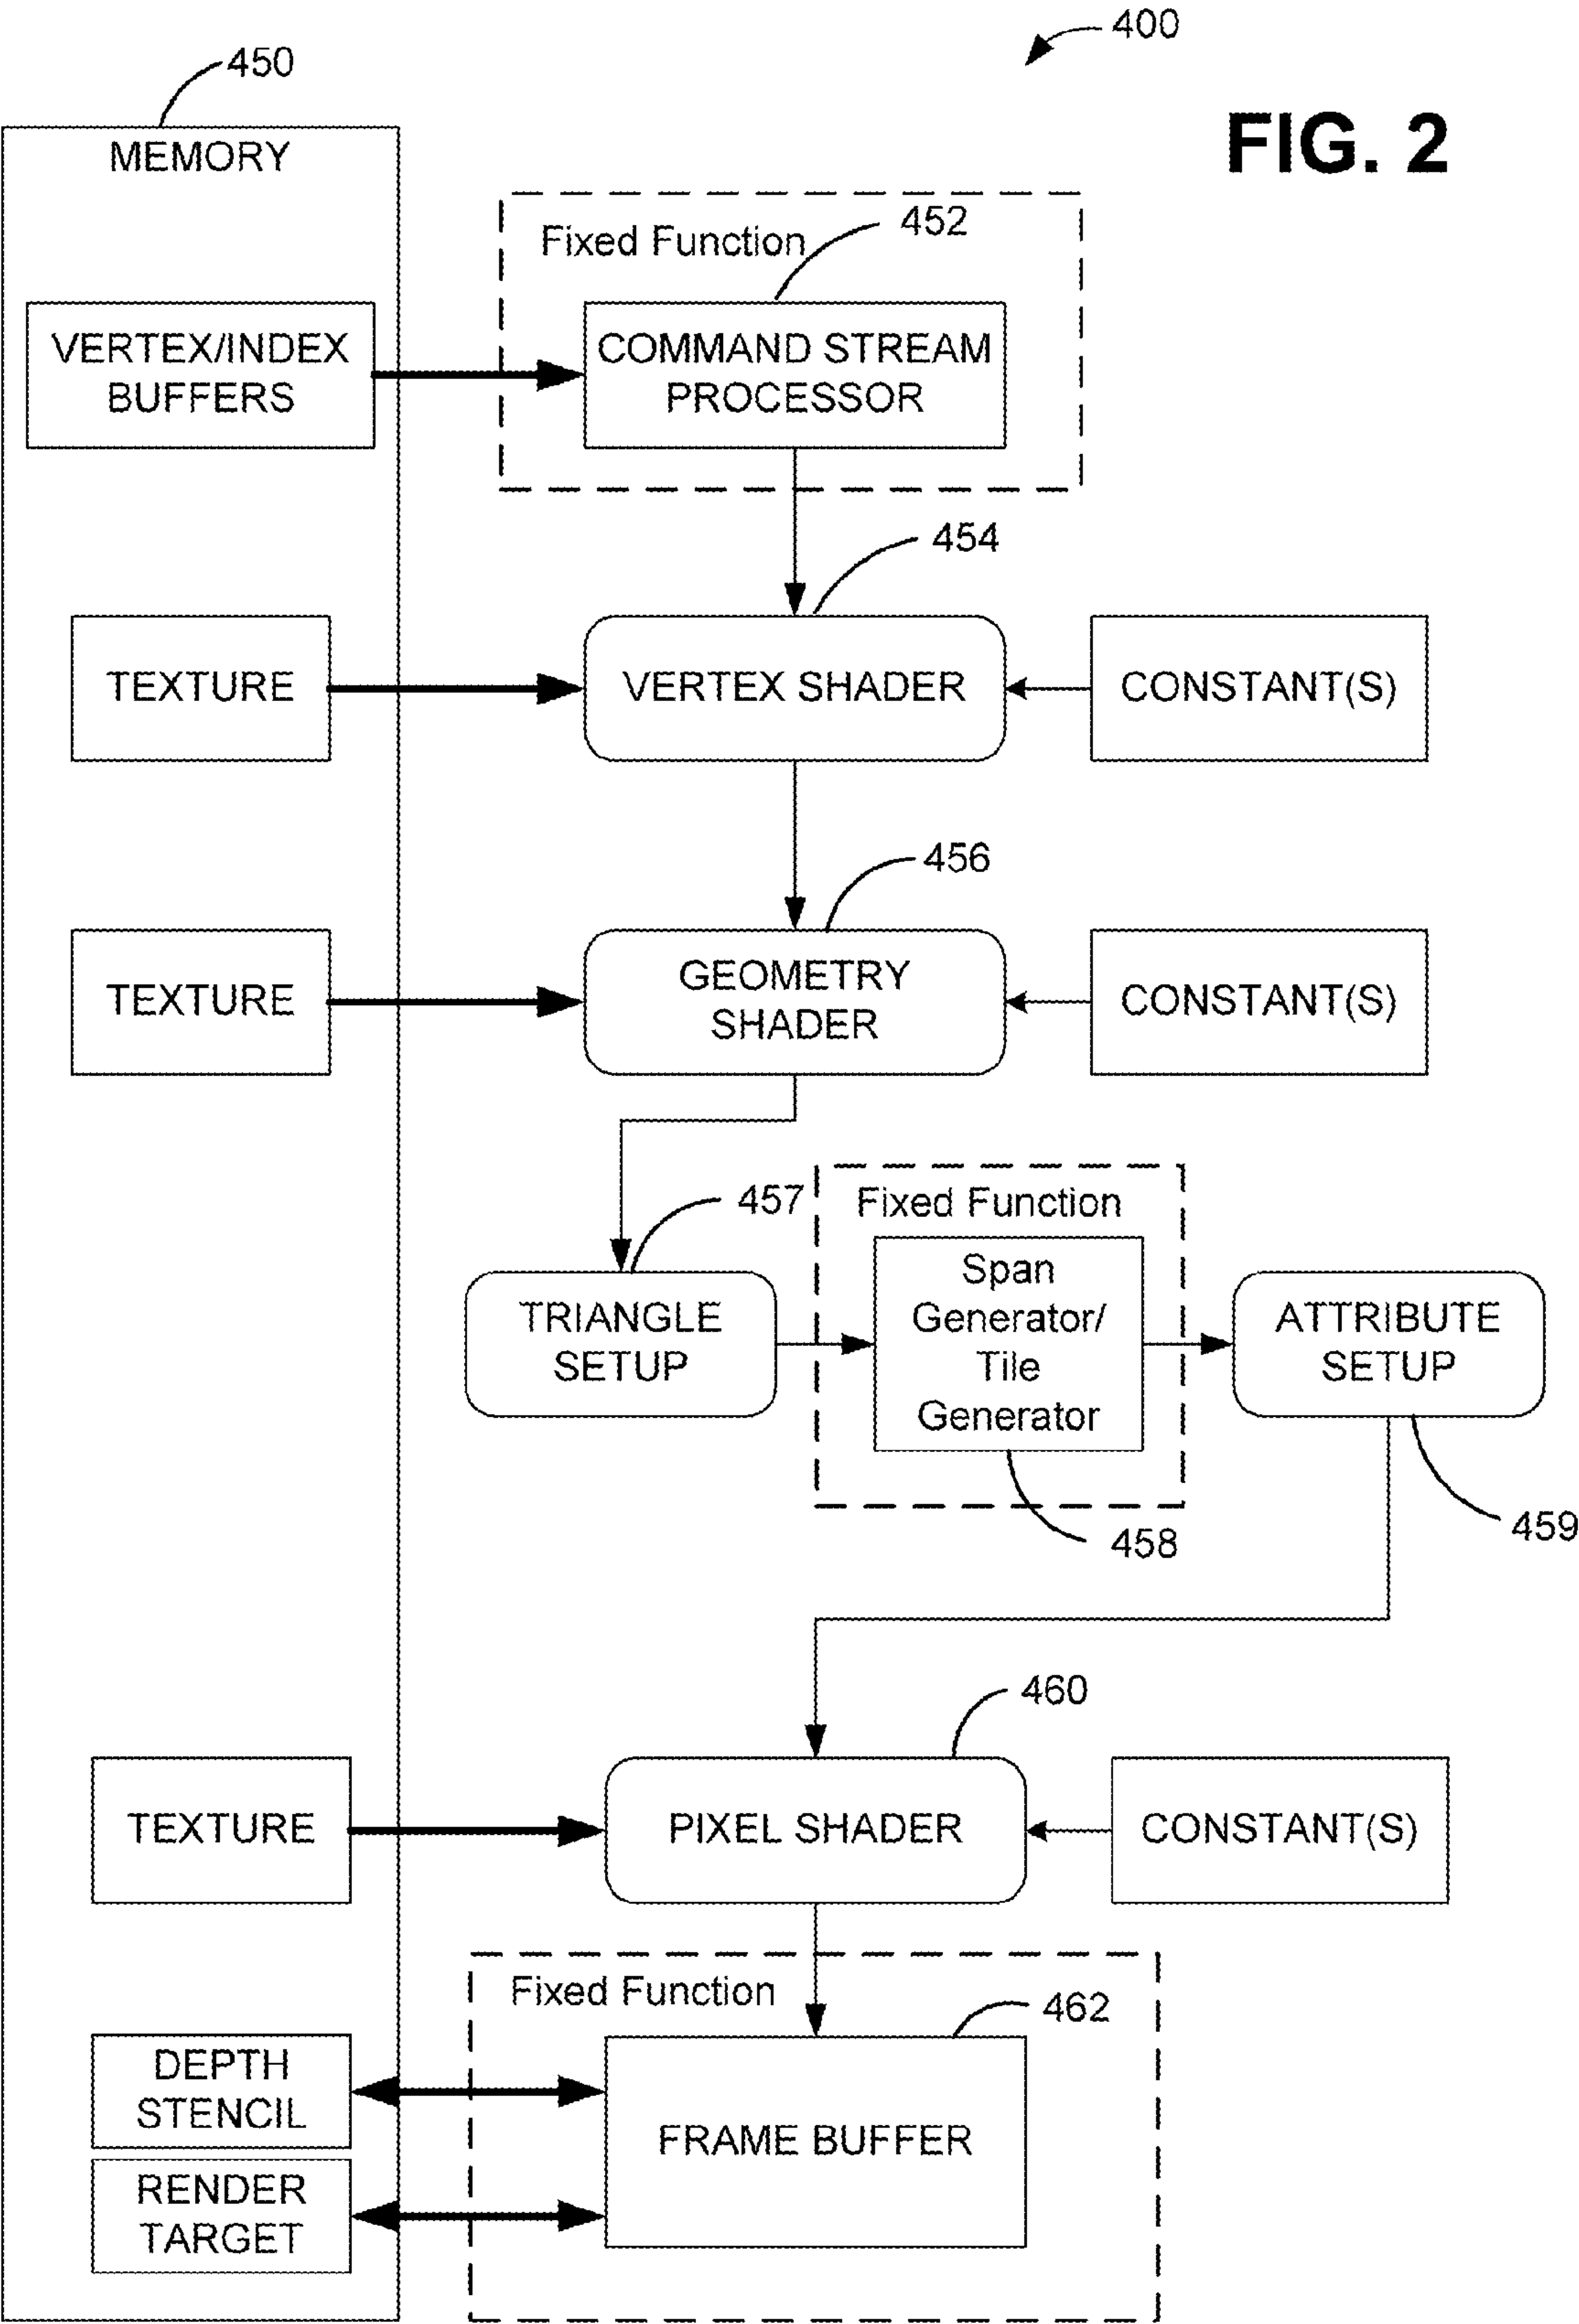 400
450
FIG. 2
MEMORY
Fixed Function
452
VERTEX/INDEX
BUFFERS
COMMAND STREAM
PROCESSOR
454
TEXTURE
VERTEX SHADER
CONSTANT(S)
456
TEXTURE
GEOMETRY
SHADER
CONSTANT(S)
457
Fixed Function
TRIANGLE
SETUP
Span
Generator/
Tile
Generator
ATTRIBUTE
SETUP
458
459
460
TEXTURE
PIXEL SHADER
CONSTANT(S)
Fixed Function
462
DEPTH
STENCIL
FRAME BUFFER
RENDER
TARGET